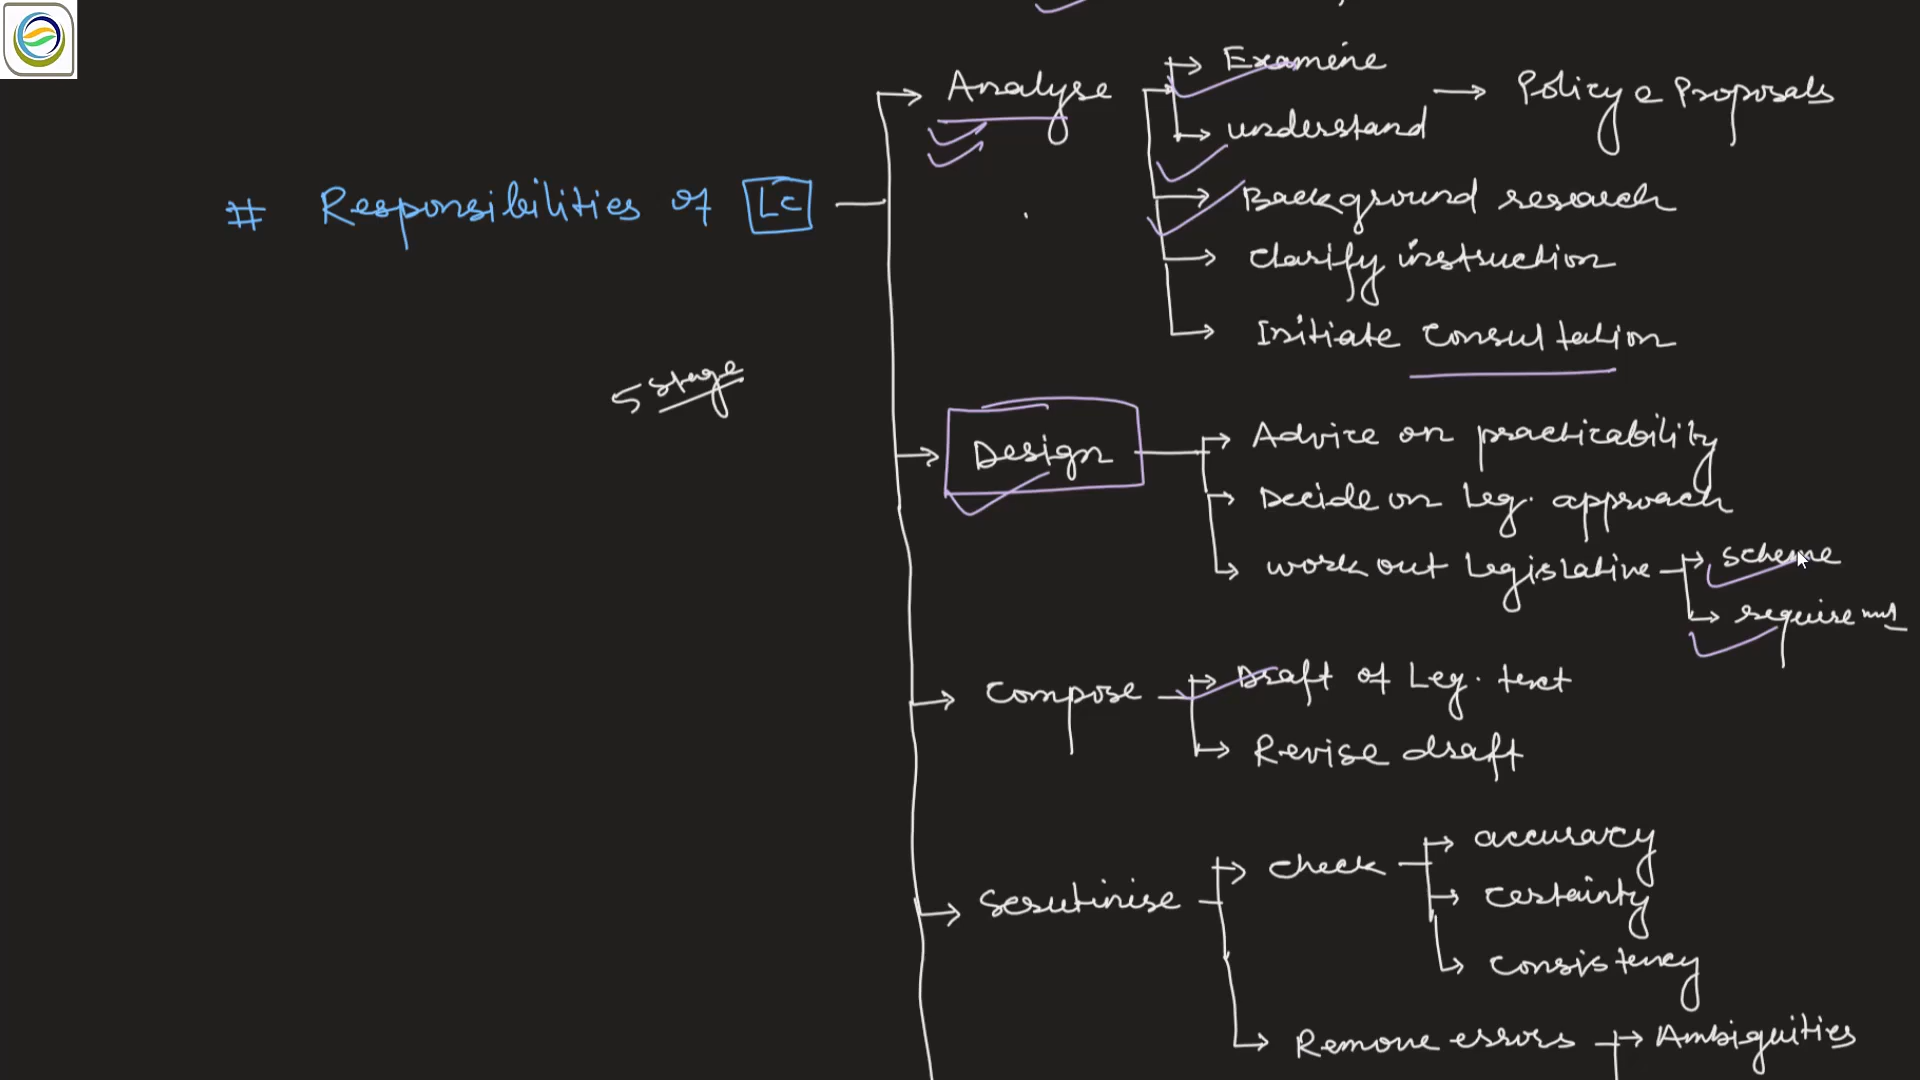 # Responsibilities of LC
5 stage
Analyse
Examine
understand
Policy & Proposals
Background research
Clarify instruction
Initiate Consultation
Design
Advice on practicability
Decide on Leg. approach
work out Legislative
scheme
requirement
Compose
Draft of Leg. text
Revise draft
Scrutinise
check
accuracy
certainty
consistency
Remove errors
Ambiguities